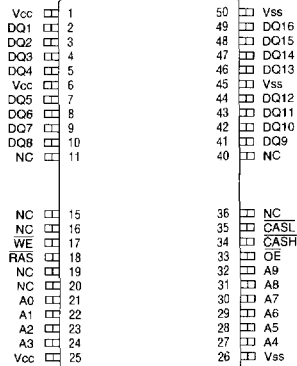 Vcc 1 50 Vss
DQ1 2 49 DQ16
DQ2 3 48 DQ15
DQ3 4 47 DQ14
DQ4 5 46 DQ13
Vcc 6 45 Vss
DQ5 7 44 DQ12
DQ6 8 43 DQ11
DQ7 9 42 DQ10
DQ8 10 41 DQ9
NC 11 40 NC
NC 15 36 NC
NC 16 35 CASL
WE 17 34 CASH
RAS 18 33 OE
NC 19 32 A9
NC 20 31 A8
A0 21 30 A7
A1 22 29 A6
A2 23 28 A5
A3 24 27 A4
Vcc 25 26 Vss